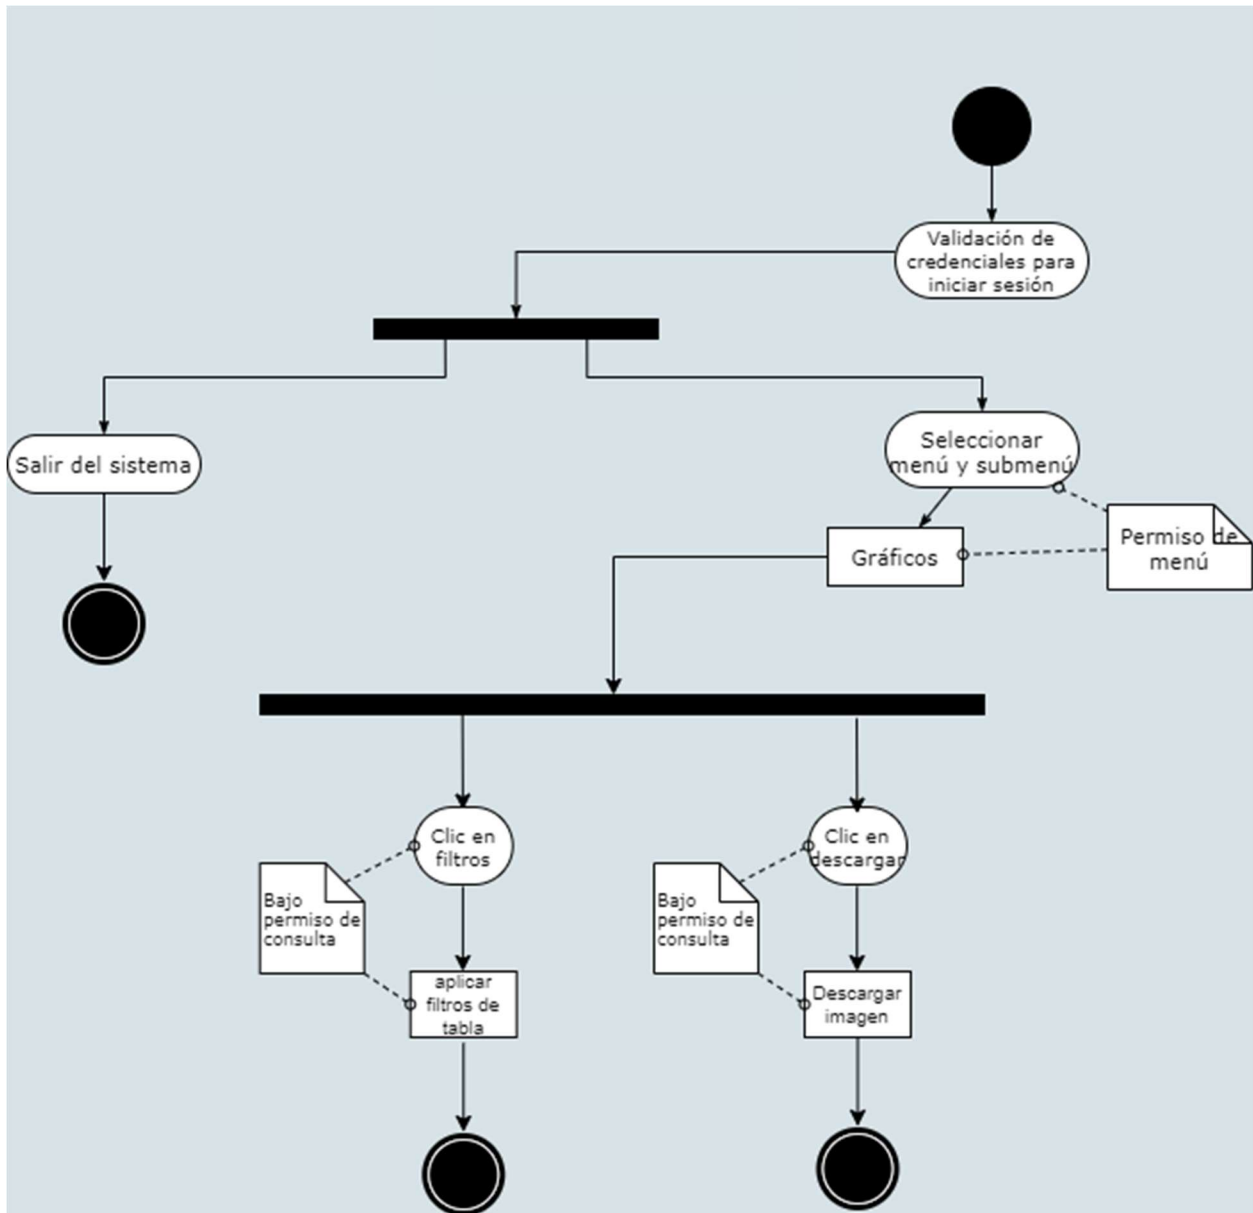 Validación de
credenciales para
iniciar sesión
Salir del sistema
Seleccionar
menú y submenú
Permiso de
menú
Gráficos
Clic en
filtros
Bajo
permiso de
consulta
aplicar
filtros de
tabla
Clic en
descargar
Bajo
permiso de
consulta
Descargar
imagen